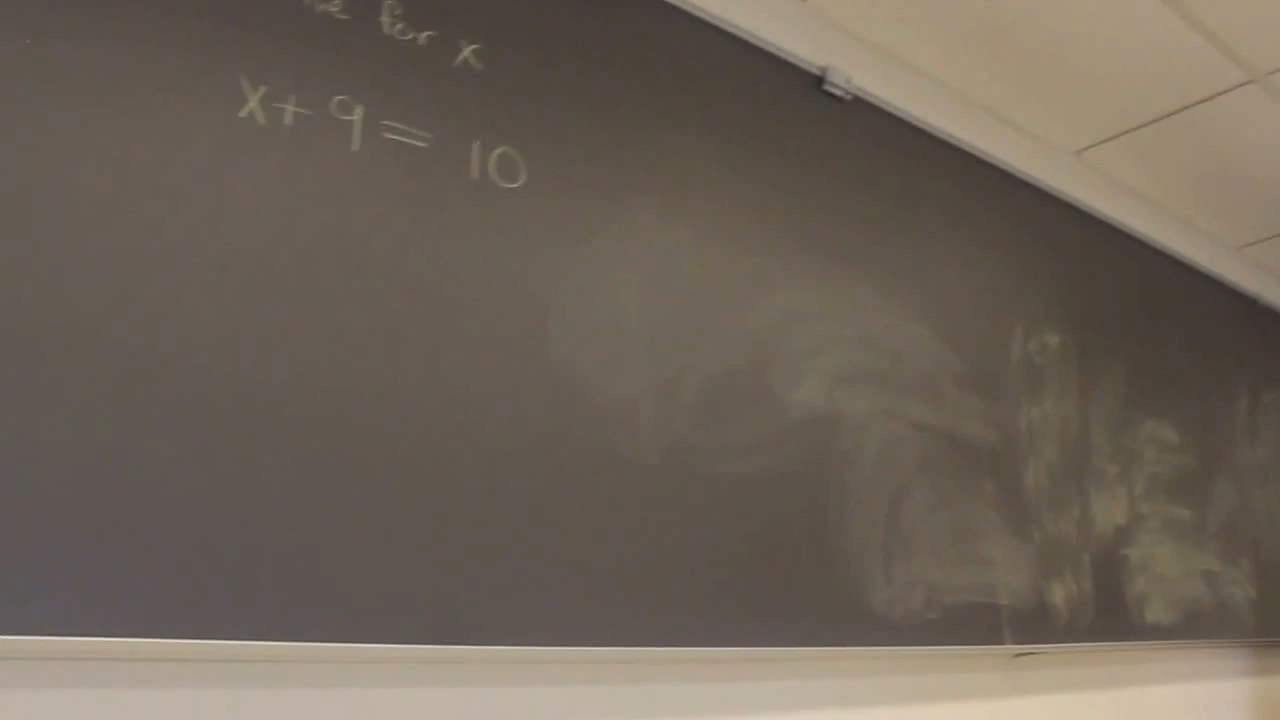 for x
x + 9 = 10